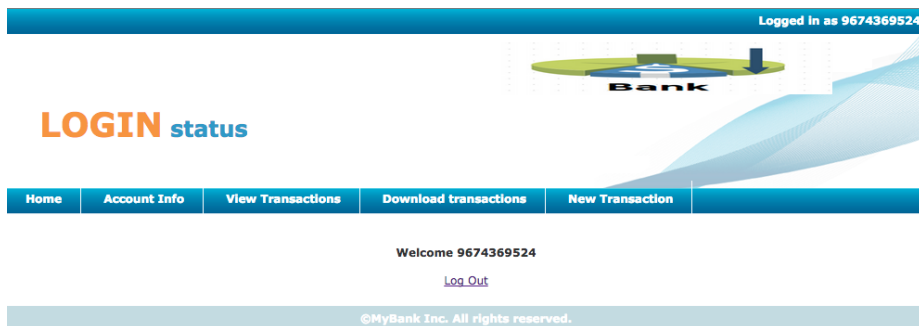 Logged in as 9674369524
Bank
LOGIN status
Home Account Info View Transactions Download transactions New Transaction
Welcome 9674369524
Log Out
©MyBank Inc. All rights reserved.